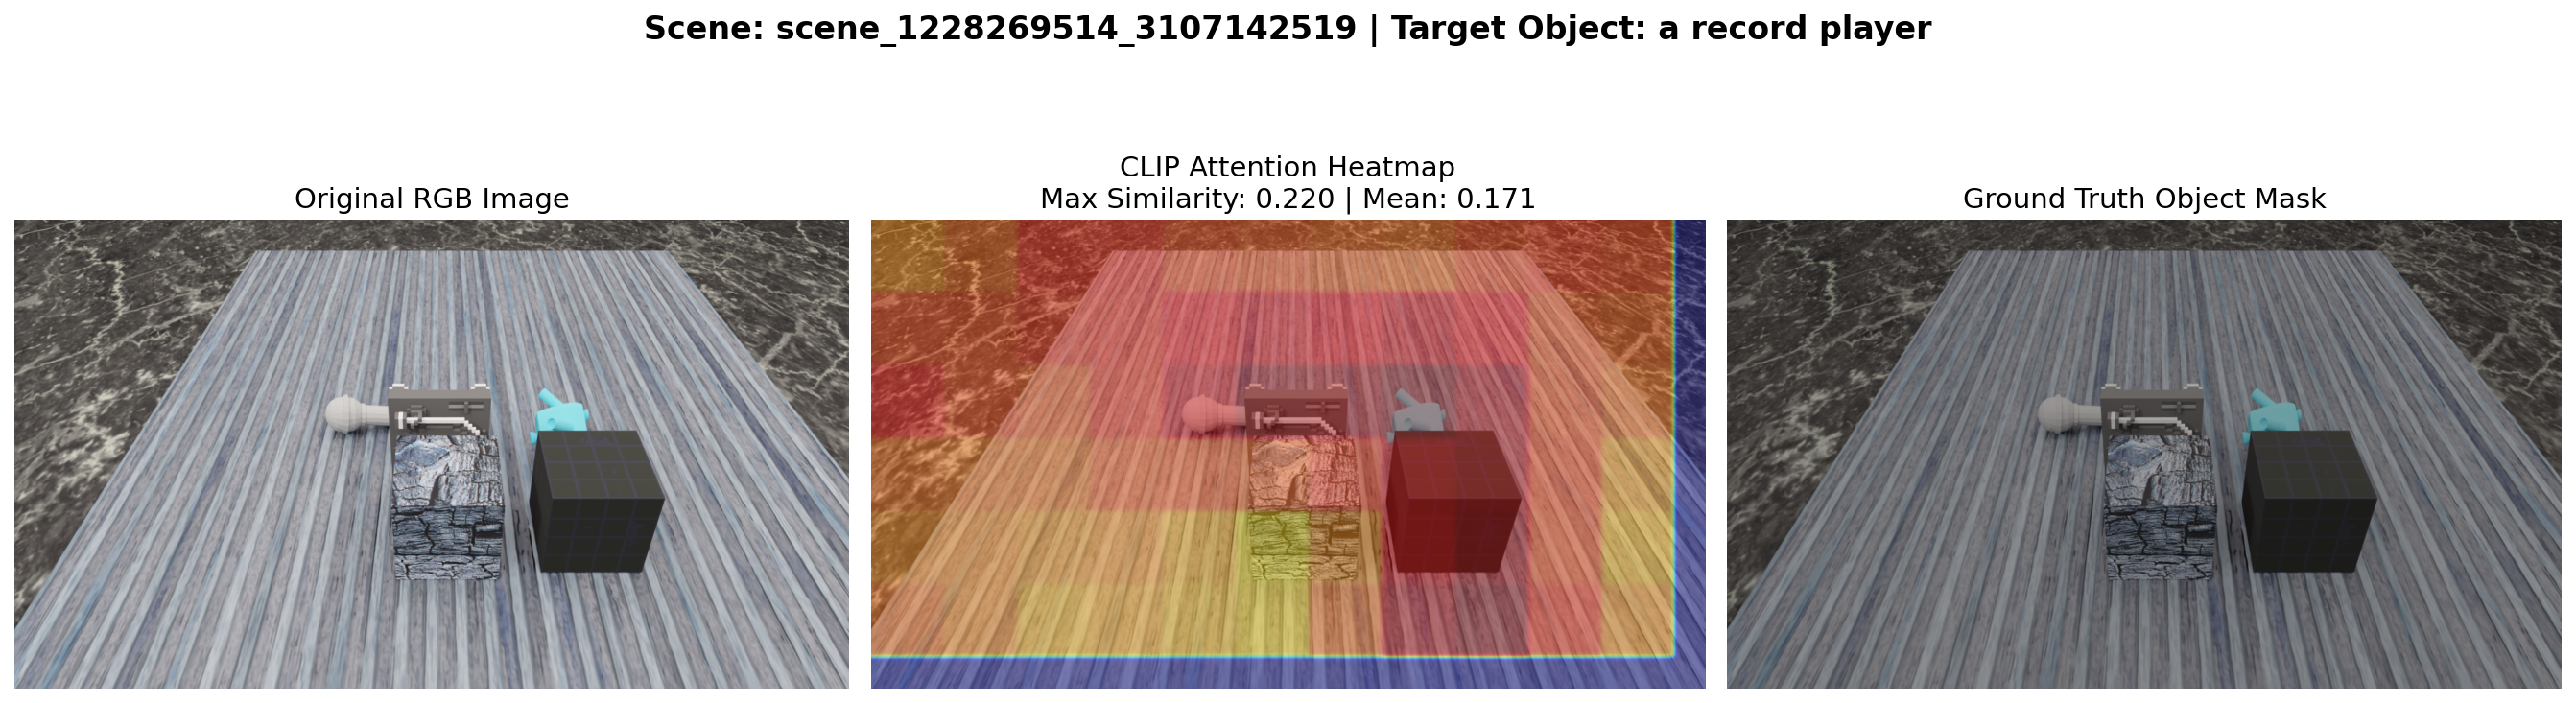 Scene: scene_1228269514_3107142519 | Target Object: a record player
Original RGB Image
CLIP Attention Heatmap
Max Similarity: 0.220 | Mean: 0.171
Ground Truth Object Mask